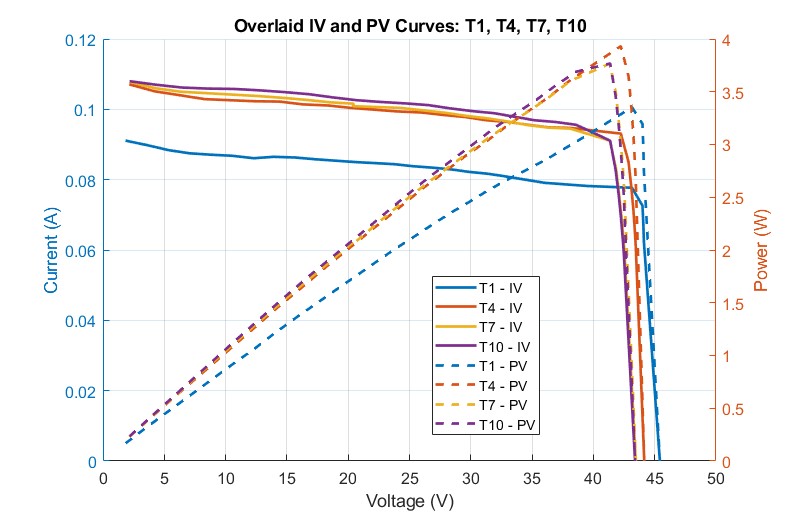 Overlaid IV and PV Curves: T1, T4, T7, T10
0.12
0.1
0.08
0.06
0.04
0.02
0
Current (A)
4
3.5
3
2.5
2
1.5
1
0.5
0
Power (W)
T1 - IV
T4 - IV
T7 - IV
T10 - IV
T1 - PV
T4 - PV
T7 - PV
T10 - PV
0 5 10 15 20 25 30 35 40 45 50
Voltage (V)